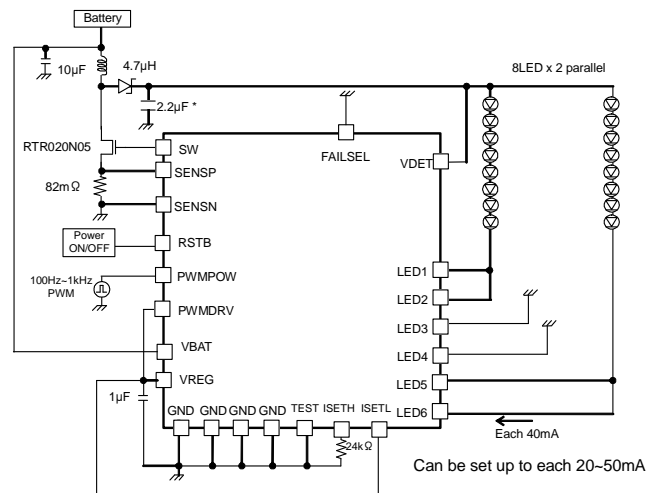 Battery
10µF
4.7µH
2.2µF *
8LED x 2 parallel
RTR020N05
82mΩ
SW
FAILSEL
VDET
SENSP
SENSN
Power
ON/OFF
RSTB
100Hz~1kHz
PWM
PWMPOW
PWMDRV
VBAT
VREG
1µF
LED1
LED2
LED3
LED4
LED5
LED6
GND GND GND GND TEST ISETH ISETL
24kΩ
Each 40mA
Can be set up to each 20~50mA